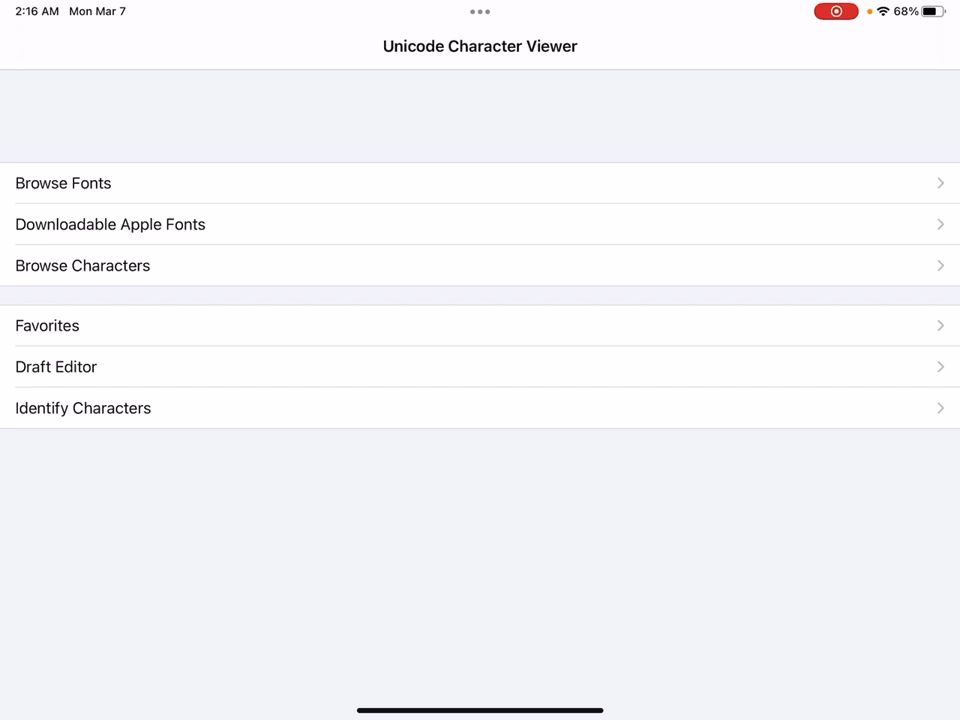 2:16 AM Mon Mar 7
68%
Unicode Character Viewer
Browse Fonts
Downloadable Apple Fonts
Browse Characters
Favorites
Draft Editor
Identify Characters